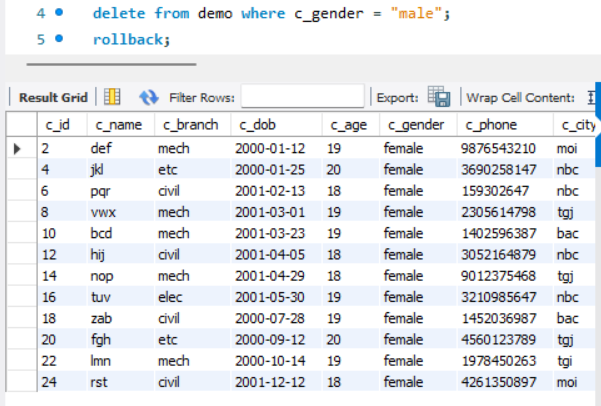 4 delete from demo where c_gender = "male";
5 rollback;
Result Grid Filter Rows: Export: Wrap Cell Content:
c_id c_name c_branch c_dob c_age c_gender c_phone c_city
2 def mech 2000-01-12 19 female 9876543210 moi
4 jkl etc 2000-01-25 20 female 3690258147 nbc
6 pqr civil 2001-02-13 18 female 159302647 nbc
8 vwx mech 2001-03-01 19 female 2305614798 tgj
10 bcd mech 2001-03-23 19 female 1402596387 bac
12 hij civil 2001-04-05 18 female 3052164879 nbc
14 nop mech 2001-04-29 18 female 9012375468 tgj
16 tuv elec 2001-05-30 19 female 3210985647 nbc
18 zab civil 2000-07-28 19 female 1452036987 bac
20 fgh etc 2000-09-12 20 female 4560123789 tgj
22 lmn mech 2000-10-14 19 female 1978450263 tgi
24 rst civil 2001-12-12 18 female 4261350897 moi